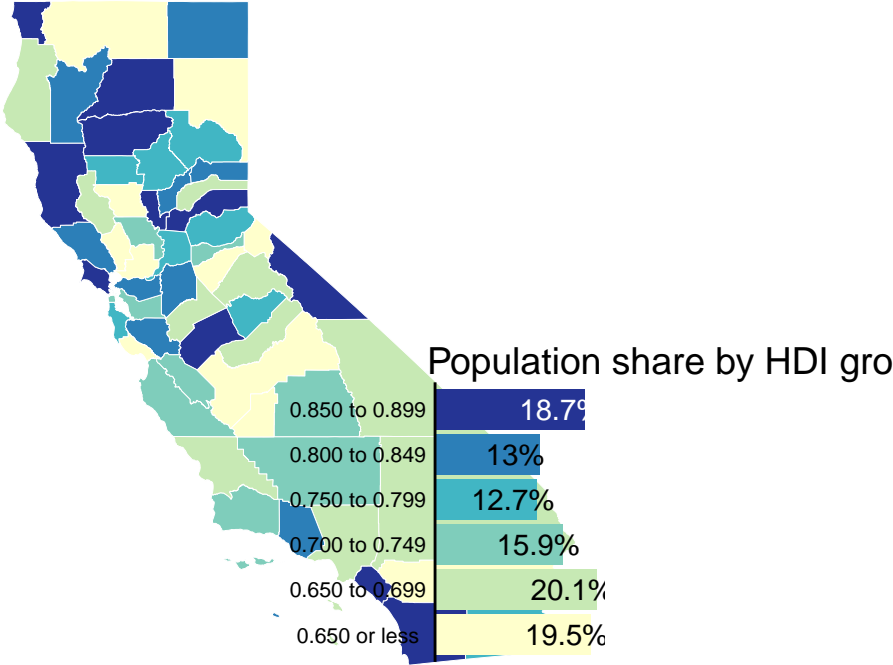 Population share by HDI gro
0.850 to 0.899 18.7%
0.800 to 0.849 13%
0.750 to 0.799 12.7%
0.700 to 0.749 15.9%
0.650 to 0.699 20.1%
0.650 or less 19.5%